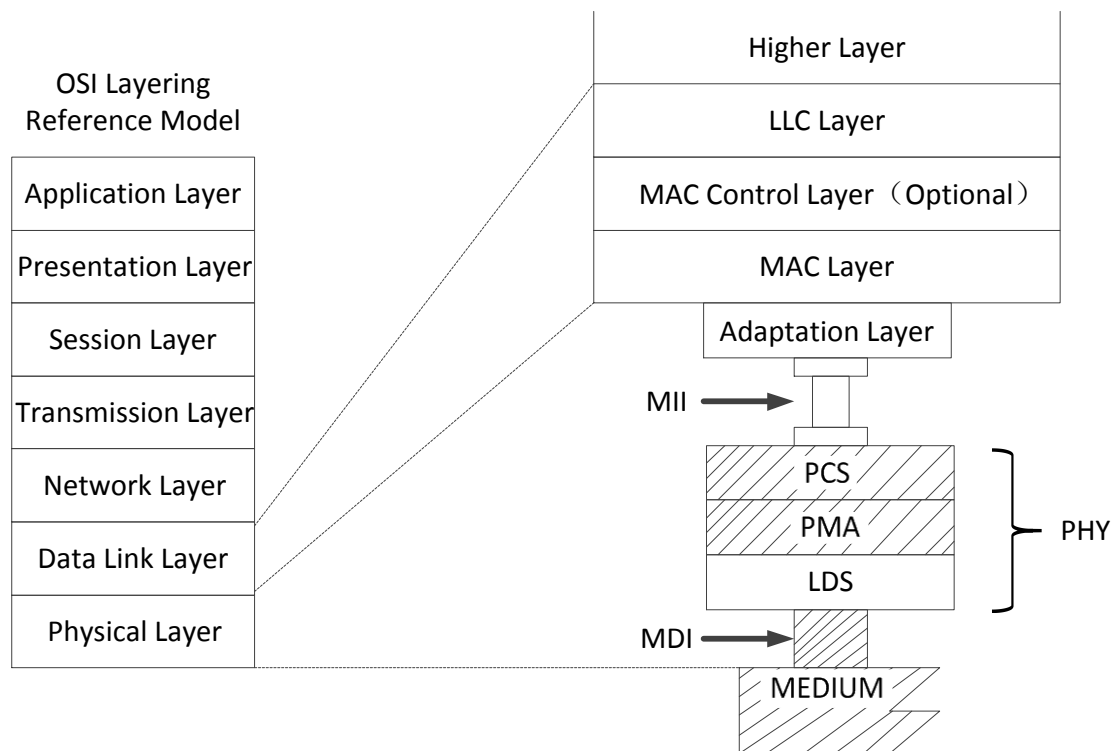 OSI Layering
Reference Model
Application Layer
Presentation Layer
Session Layer
Transmission Layer
Network Layer
Data Link Layer
Physical Layer
Higher Layer
LLC Layer
MAC Control Layer（Optional）
MAC Layer
Adaptation Layer
MII
PCS
PMA
LDS
PHY
MDI
MEDIUM